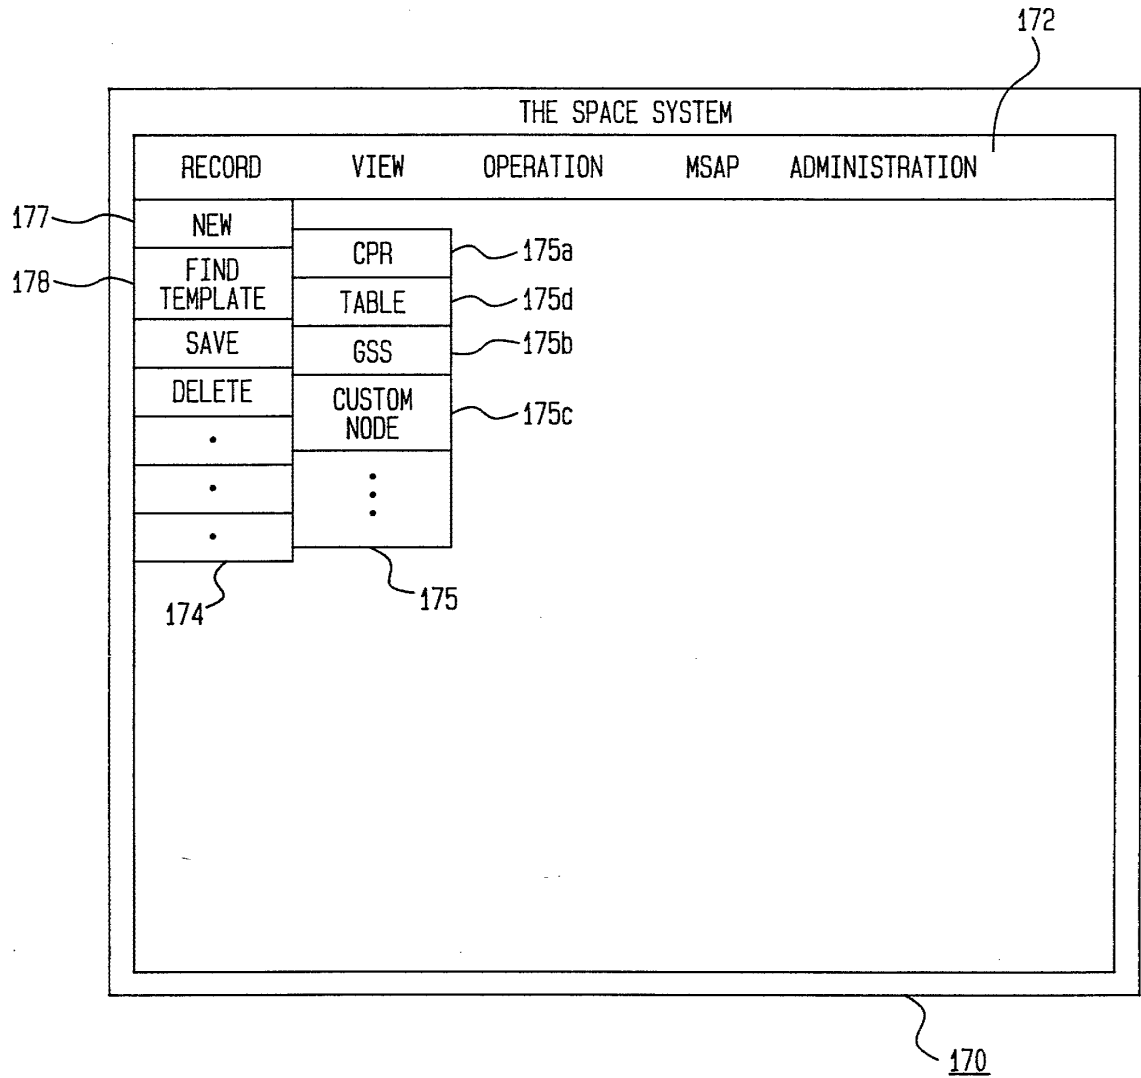 172
THE SPACE SYSTEM
RECORD VIEW OPERATION MSAP ADMINISTRATION
177 NEW
CPR 175a
178 FIND
TEMPLATE
TABLE 175d
SAVE
GSS 175b
DELETE
CUSTOM
NODE 175c
174
175
170